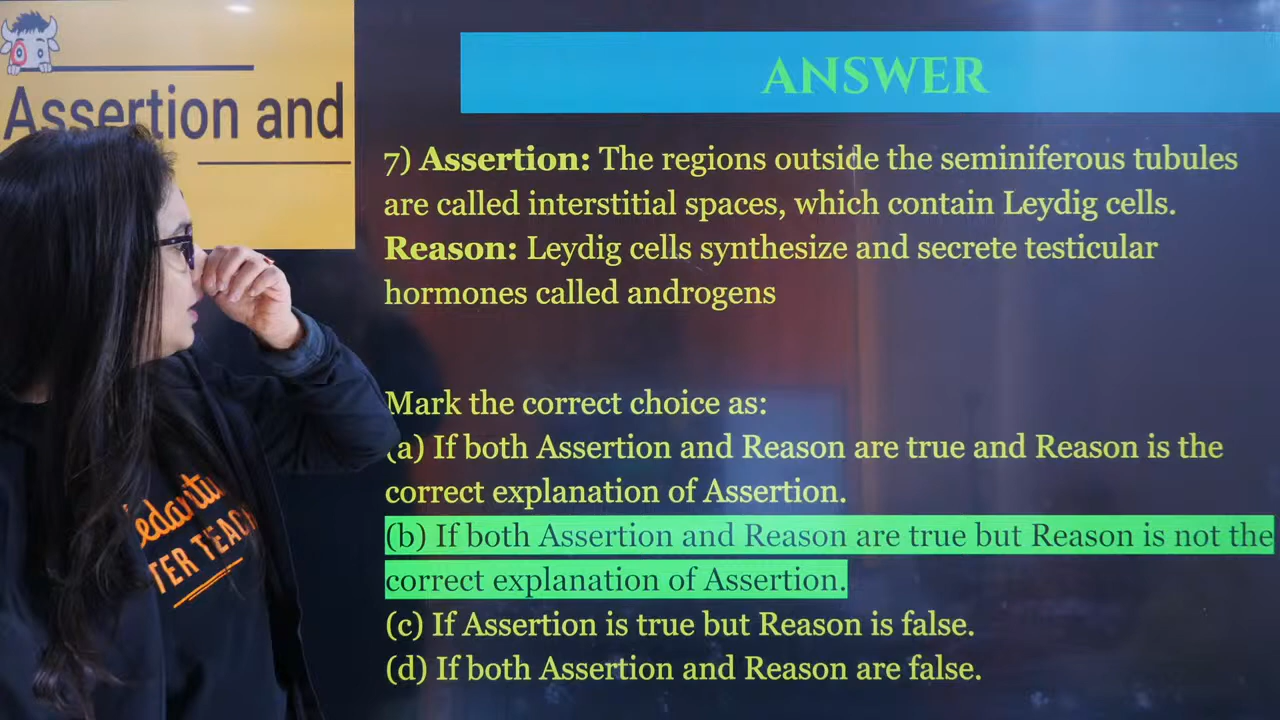 Assertion and
ANSWER
7) Assertion: The regions outside the seminiferous tubules
are called interstitial spaces, which contain Leydig cells.
Reason: Leydig cells synthesize and secrete testicular
hormones called androgens
Mark the correct choice as:
(a) If both Assertion and Reason are true and Reason is the
correct explanation of Assertion.
(b) If both Assertion and Reason are true but Reason is not the
correct explanation of Assertion.
(c) If Assertion is true but Reason is false.
(d) If both Assertion and Reason are false.